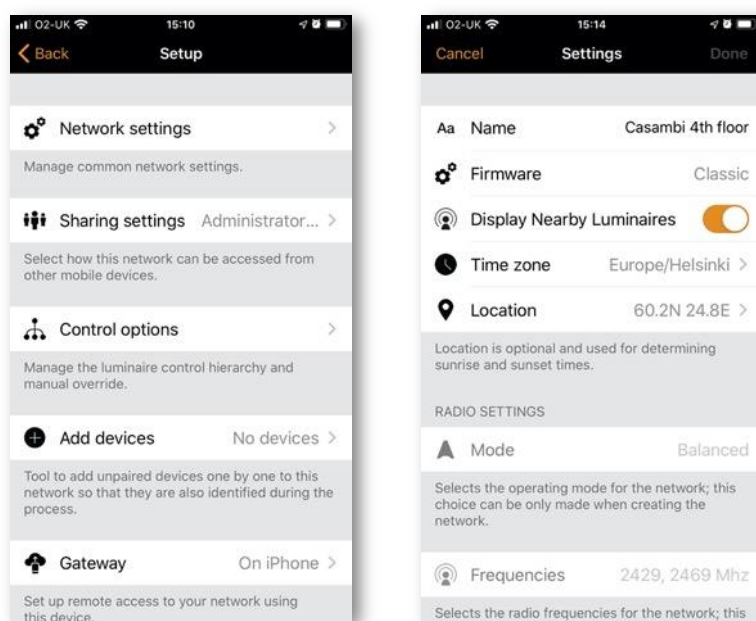 O2-UK 15:10
Back Setup
Network settings
Manage common network settings.
Sharing settings Administrator...
Select how this network can be accessed from
other mobile devices.
Control options
Manage the luminaire control hierarchy and
manual override.
Add devices No devices
Tool to add unpaired devices one by one to this
network so that they are also identified during the
process.
Gateway On iPhone
Set up remote access to your network using
this device.
O2-UK 15:14
Cancel Settings Done
Aa Name Casambi 4th floor
Firmware Classic
Display Nearby Luminaires
Time zone Europe/Helsinki
Location 60.2N 24.8E
Location is optional and used for determining
sunrise and sunset times.
RADIO SETTINGS
Mode Balanced
Selects the operating mode for the network; this
choice can be only made when creating the
network.
Frequencies 2429, 2469 Mhz
Selects the radio frequencies for the network; this